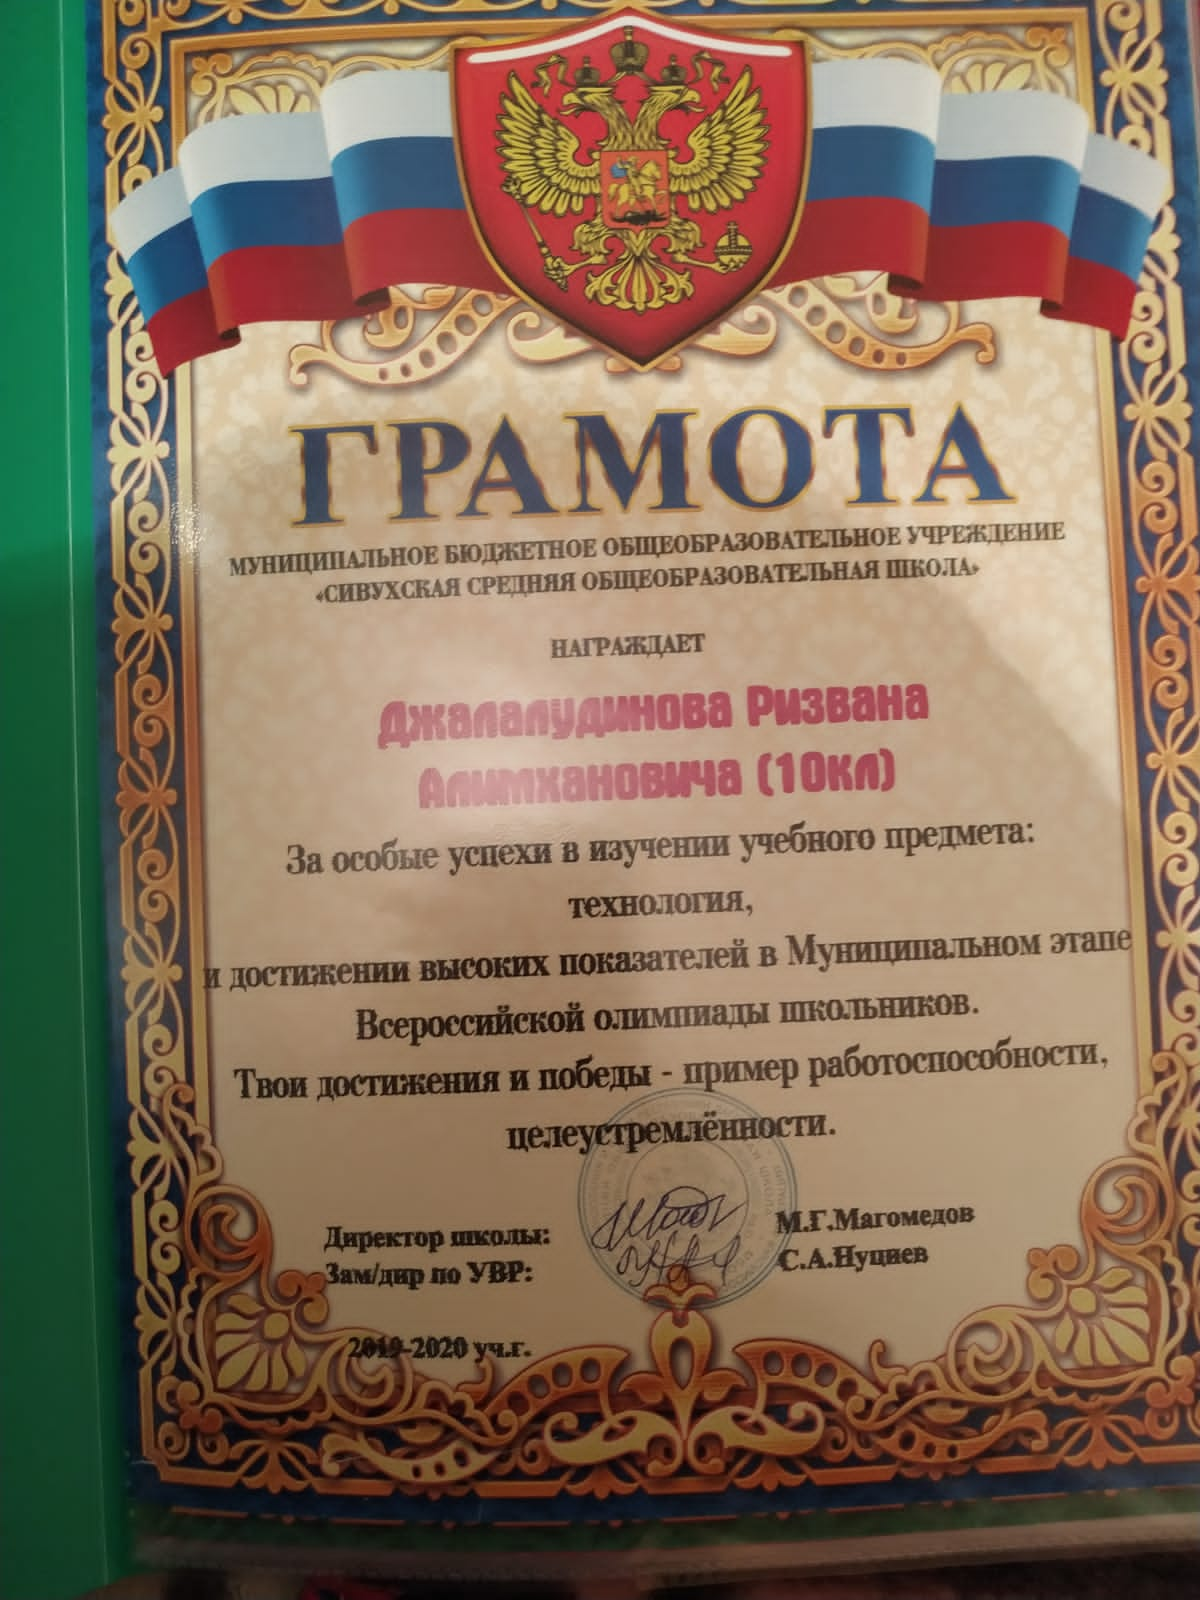 ГРАМОТА
МУНИЦИПАЛЬНОЕ БЮДЖЕТНОЕ ОБЩЕОБРАЗОВАТЕЛЬНОЕ УЧРЕЖДЕНИЕ
«СИВУХСКАЯ СРЕДНЯЯ ОБЩЕОБРАЗОВАТЕЛЬНАЯ ШКОЛА»
НАГРАЖДАЕТ
Джалалудинова Ризвана
Алимхановича (10кл)
За особые успехи в изучении учебного предмета:
технология,
и достижении высоких показателей в Муниципальном этапе
Всероссийской олимпиады школьников.
Твои достижения и победы - пример работоспособности,
целеустремлённости.
Директор школы: М.Г.Магомедов
Зам/дир по УВР: С.А.Нуциев
2019-2020 уч.г.